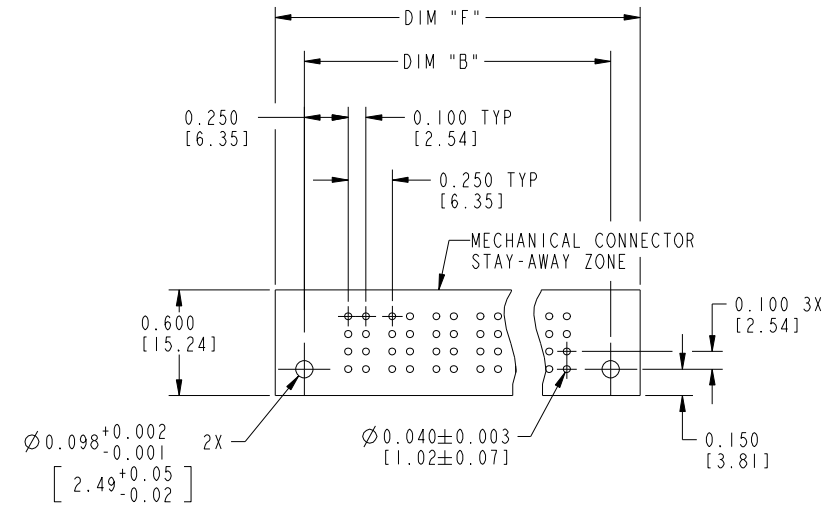 DIM "F"
DIM "B"
0.250
[6.35]
0.100 TYP
[2.54]
0.250 TYP
[6.35]
MECHANICAL CONNECTOR
STAY-AWAY ZONE
0.600
[15.24]
0.100 3X
[2.54]
Ø0.098 +0.002
-0.001
2X
[2.49 +0.05
-0.02]
Ø0.040±0.003
[1.02±0.07]
0.150
[3.81]